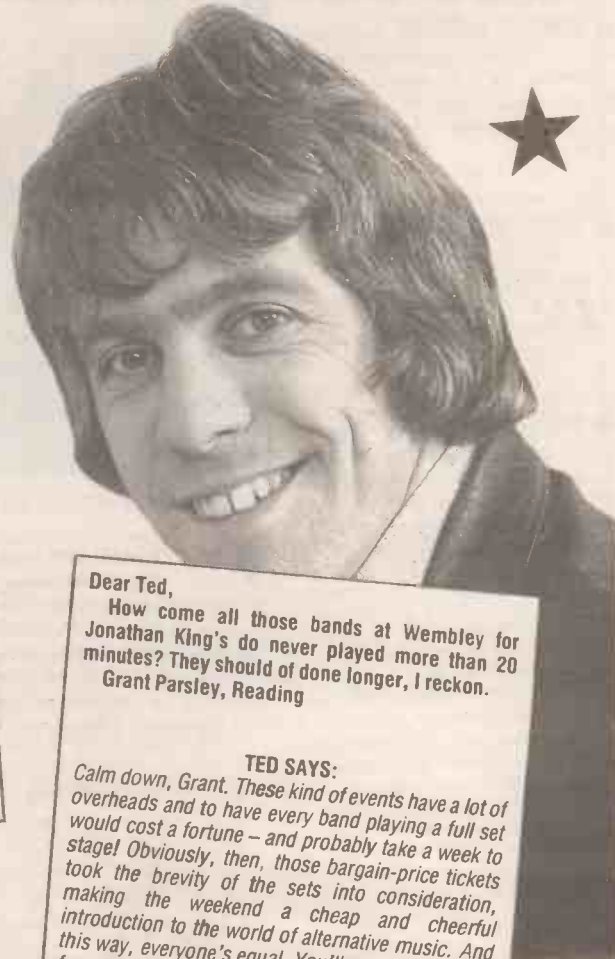 Dear Ted,
How come all those bands at Wembley for
Jonathan King's do never played more than 20
minutes? They should of done longer, I reckon.
Grant Parsley, Reading
TED SAYS:
Calm down, Grant. These kind of events have a lot of
overheads and to have every band playing a full set
would cost a fortune – and probably take a week to
stage! Obviously, then, those bargain-price tickets
took the brevity of the sets into consideration,
making the weekend a cheap and cheerful
introduction to the world of alternative music. And
this way, everyone's equal. You'll